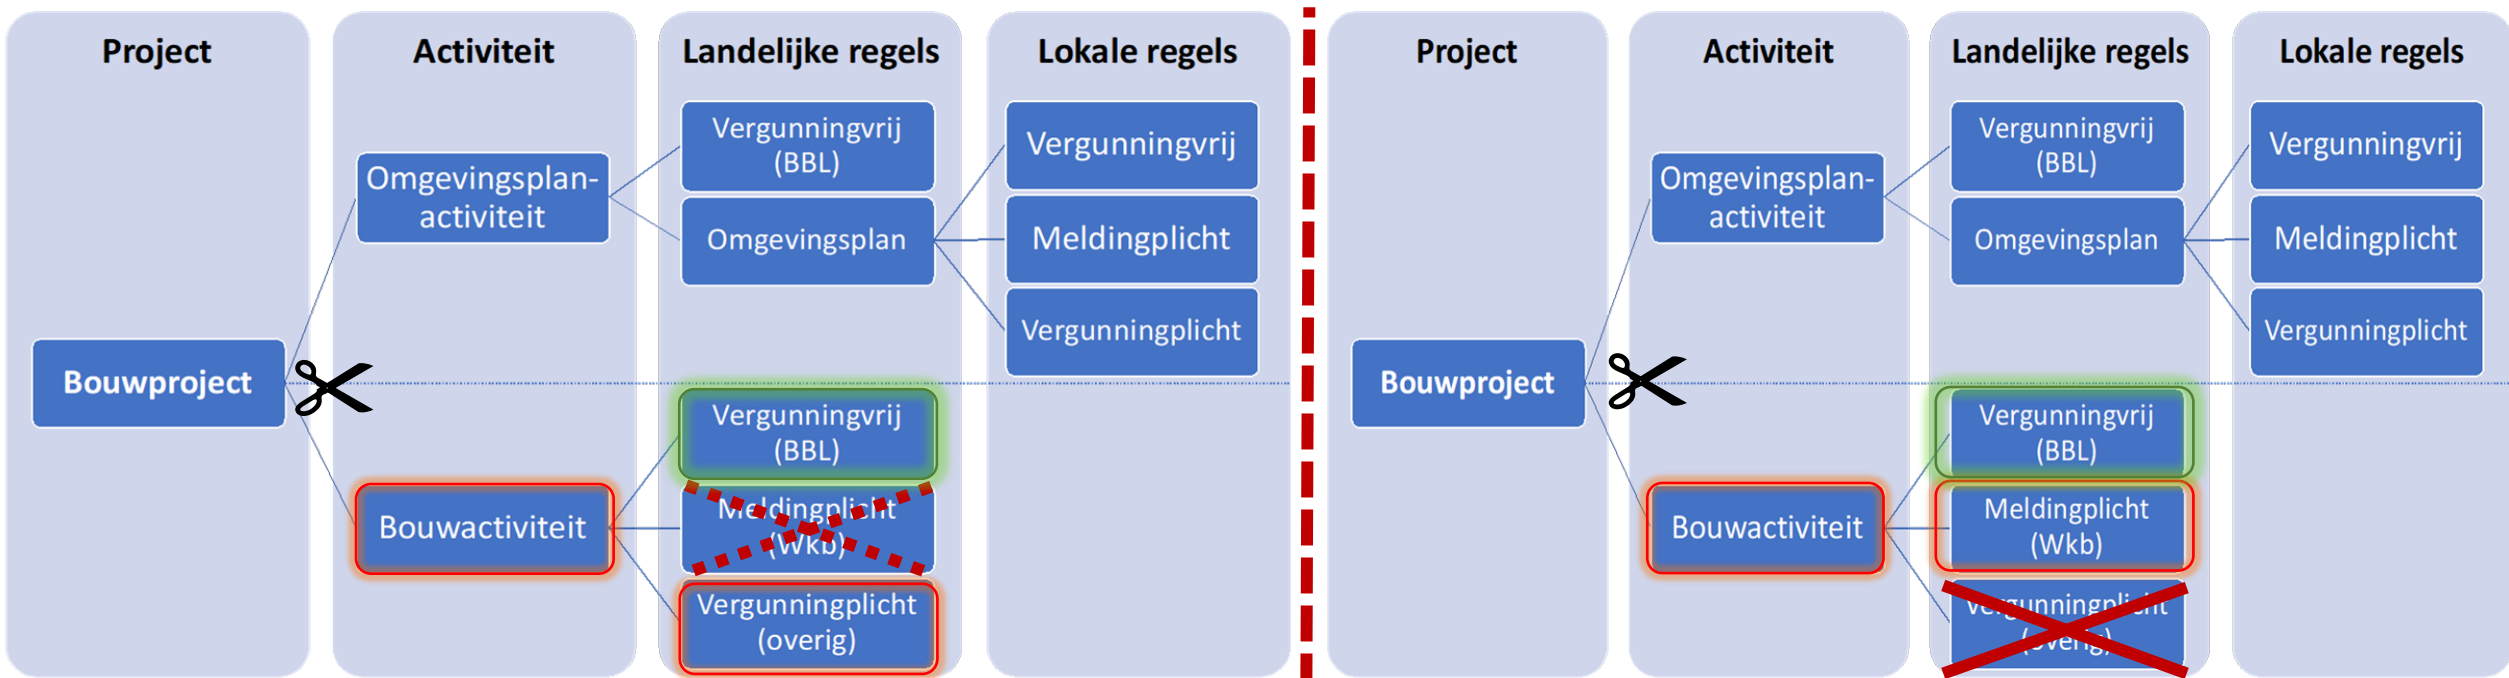 Project
Activiteit
Landelijke regels
Lokale regels
Vergunningvrij
(BBL)
Omgevingsplan-
activiteit
Omgevingsplan
Vergunningvrij
Meldingplicht
Vergunningplicht
Bouwproject
Vergunningvrij
(BBL)
Bouwactiviteit
Meldingplicht
(Wkb)
Vergunningplicht
(overig)
Project
Activiteit
Landelijke regels
Lokale regels
Vergunningvrij
(BBL)
Omgevingsplan-
activiteit
Omgevingsplan
Vergunningvrij
Meldingplicht
Vergunningplicht
Bouwproject
Vergunningvrij
(BBL)
Bouwactiviteit
Meldingplicht
(Wkb)
Vergunningplicht
(overig)